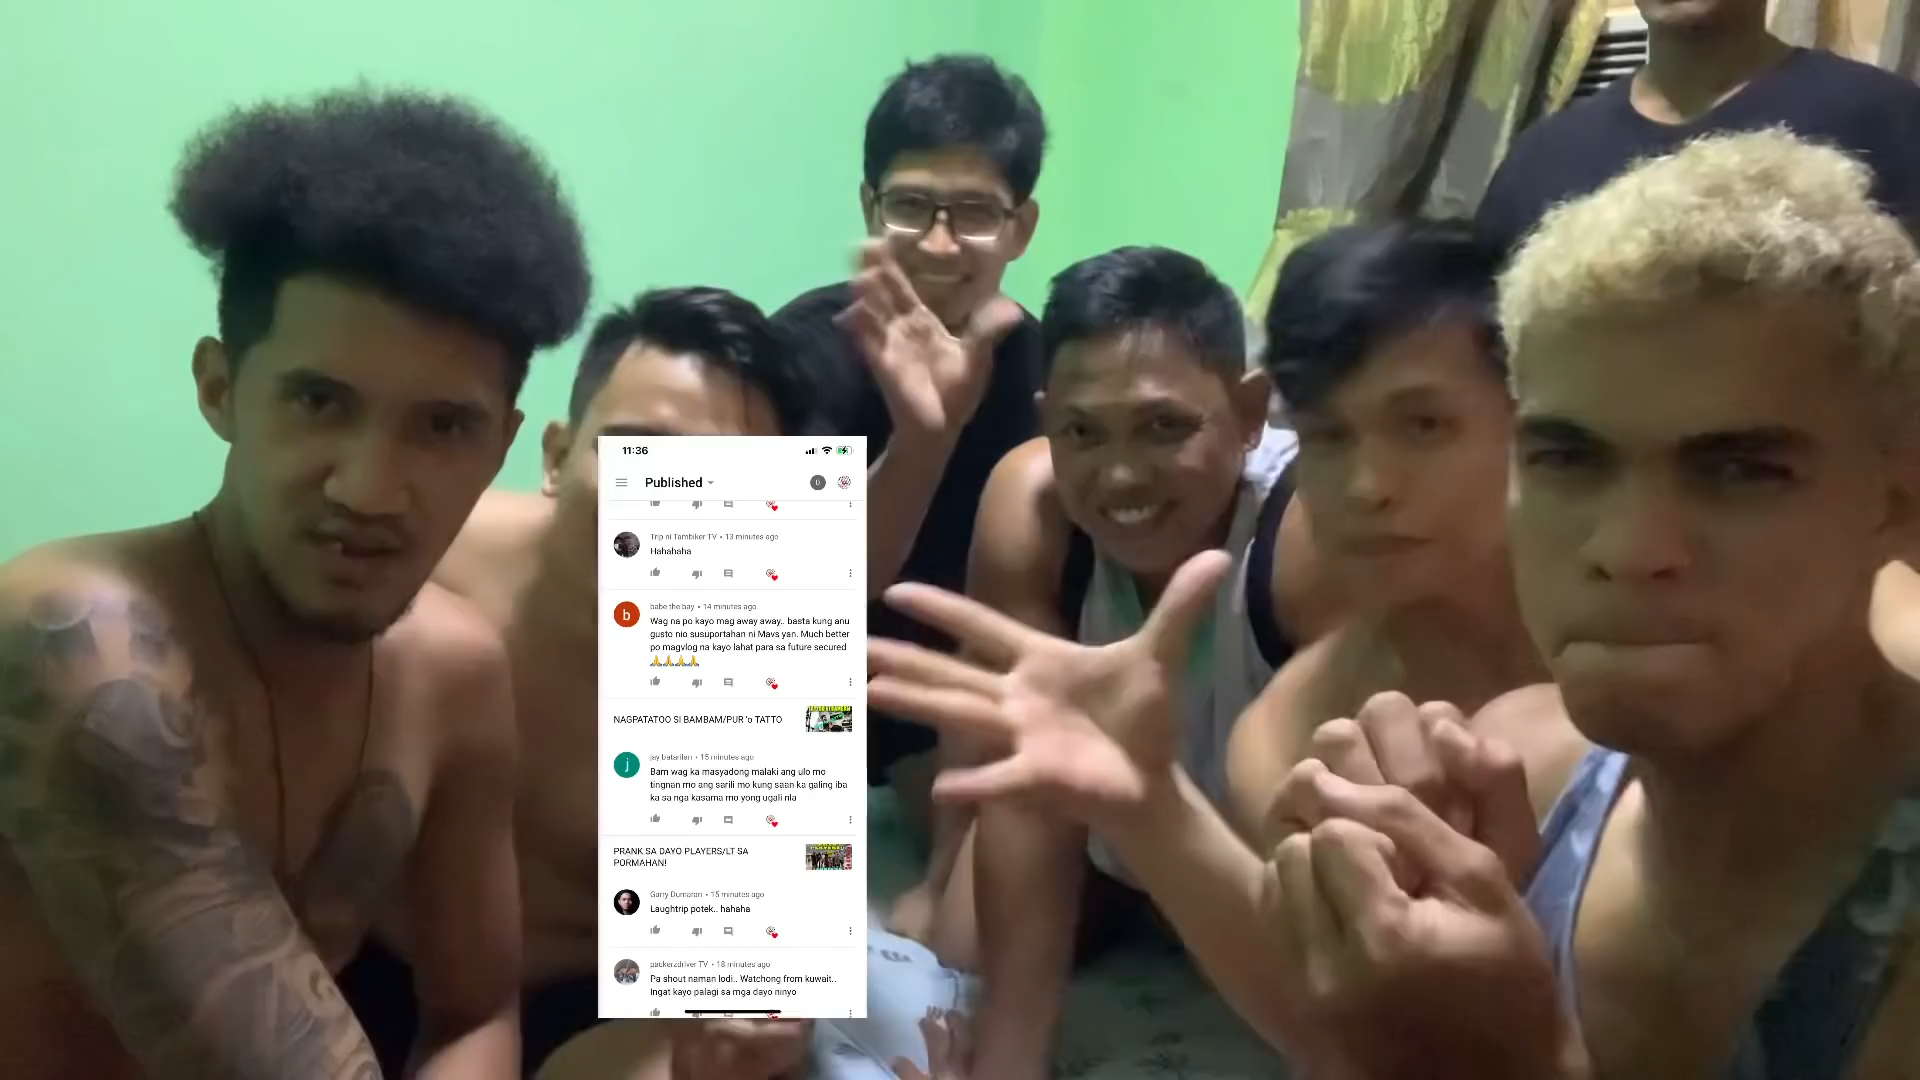 11:36
Published
0
Trip ni Tambiker TV • 13 minutes ago
Hahahaha
b
babe the bay • 14 minutes ago
Wag na po kayo mag away away.. basta kung anu
gusto nio susuportahan ni Mavs yan. Much better
po magvlog na kayo lahat para sa future secured
🙏🙏🙏🙏
NAGPATATOO SI BAMBAM/PUR 'o TATTO
j
jay batarilan • 15 minutes ago
Bam wag ka masyadong malaki ang ulo mo
tingnan mo ang sarili mo kung saan ka galing iba
ka sa nga kasama mo yong ugali nla
PRANK SA DAYO PLAYERS/LT SA
PORMAHAN!
Garry Dumaran • 15 minutes ago
Laughtrip potek.. hahaha
packerzdriver TV • 18 minutes ago
Pa shout naman lodi.. Watchong from kuwait..
Ingat kayo palagi sa mga dayo ninyo